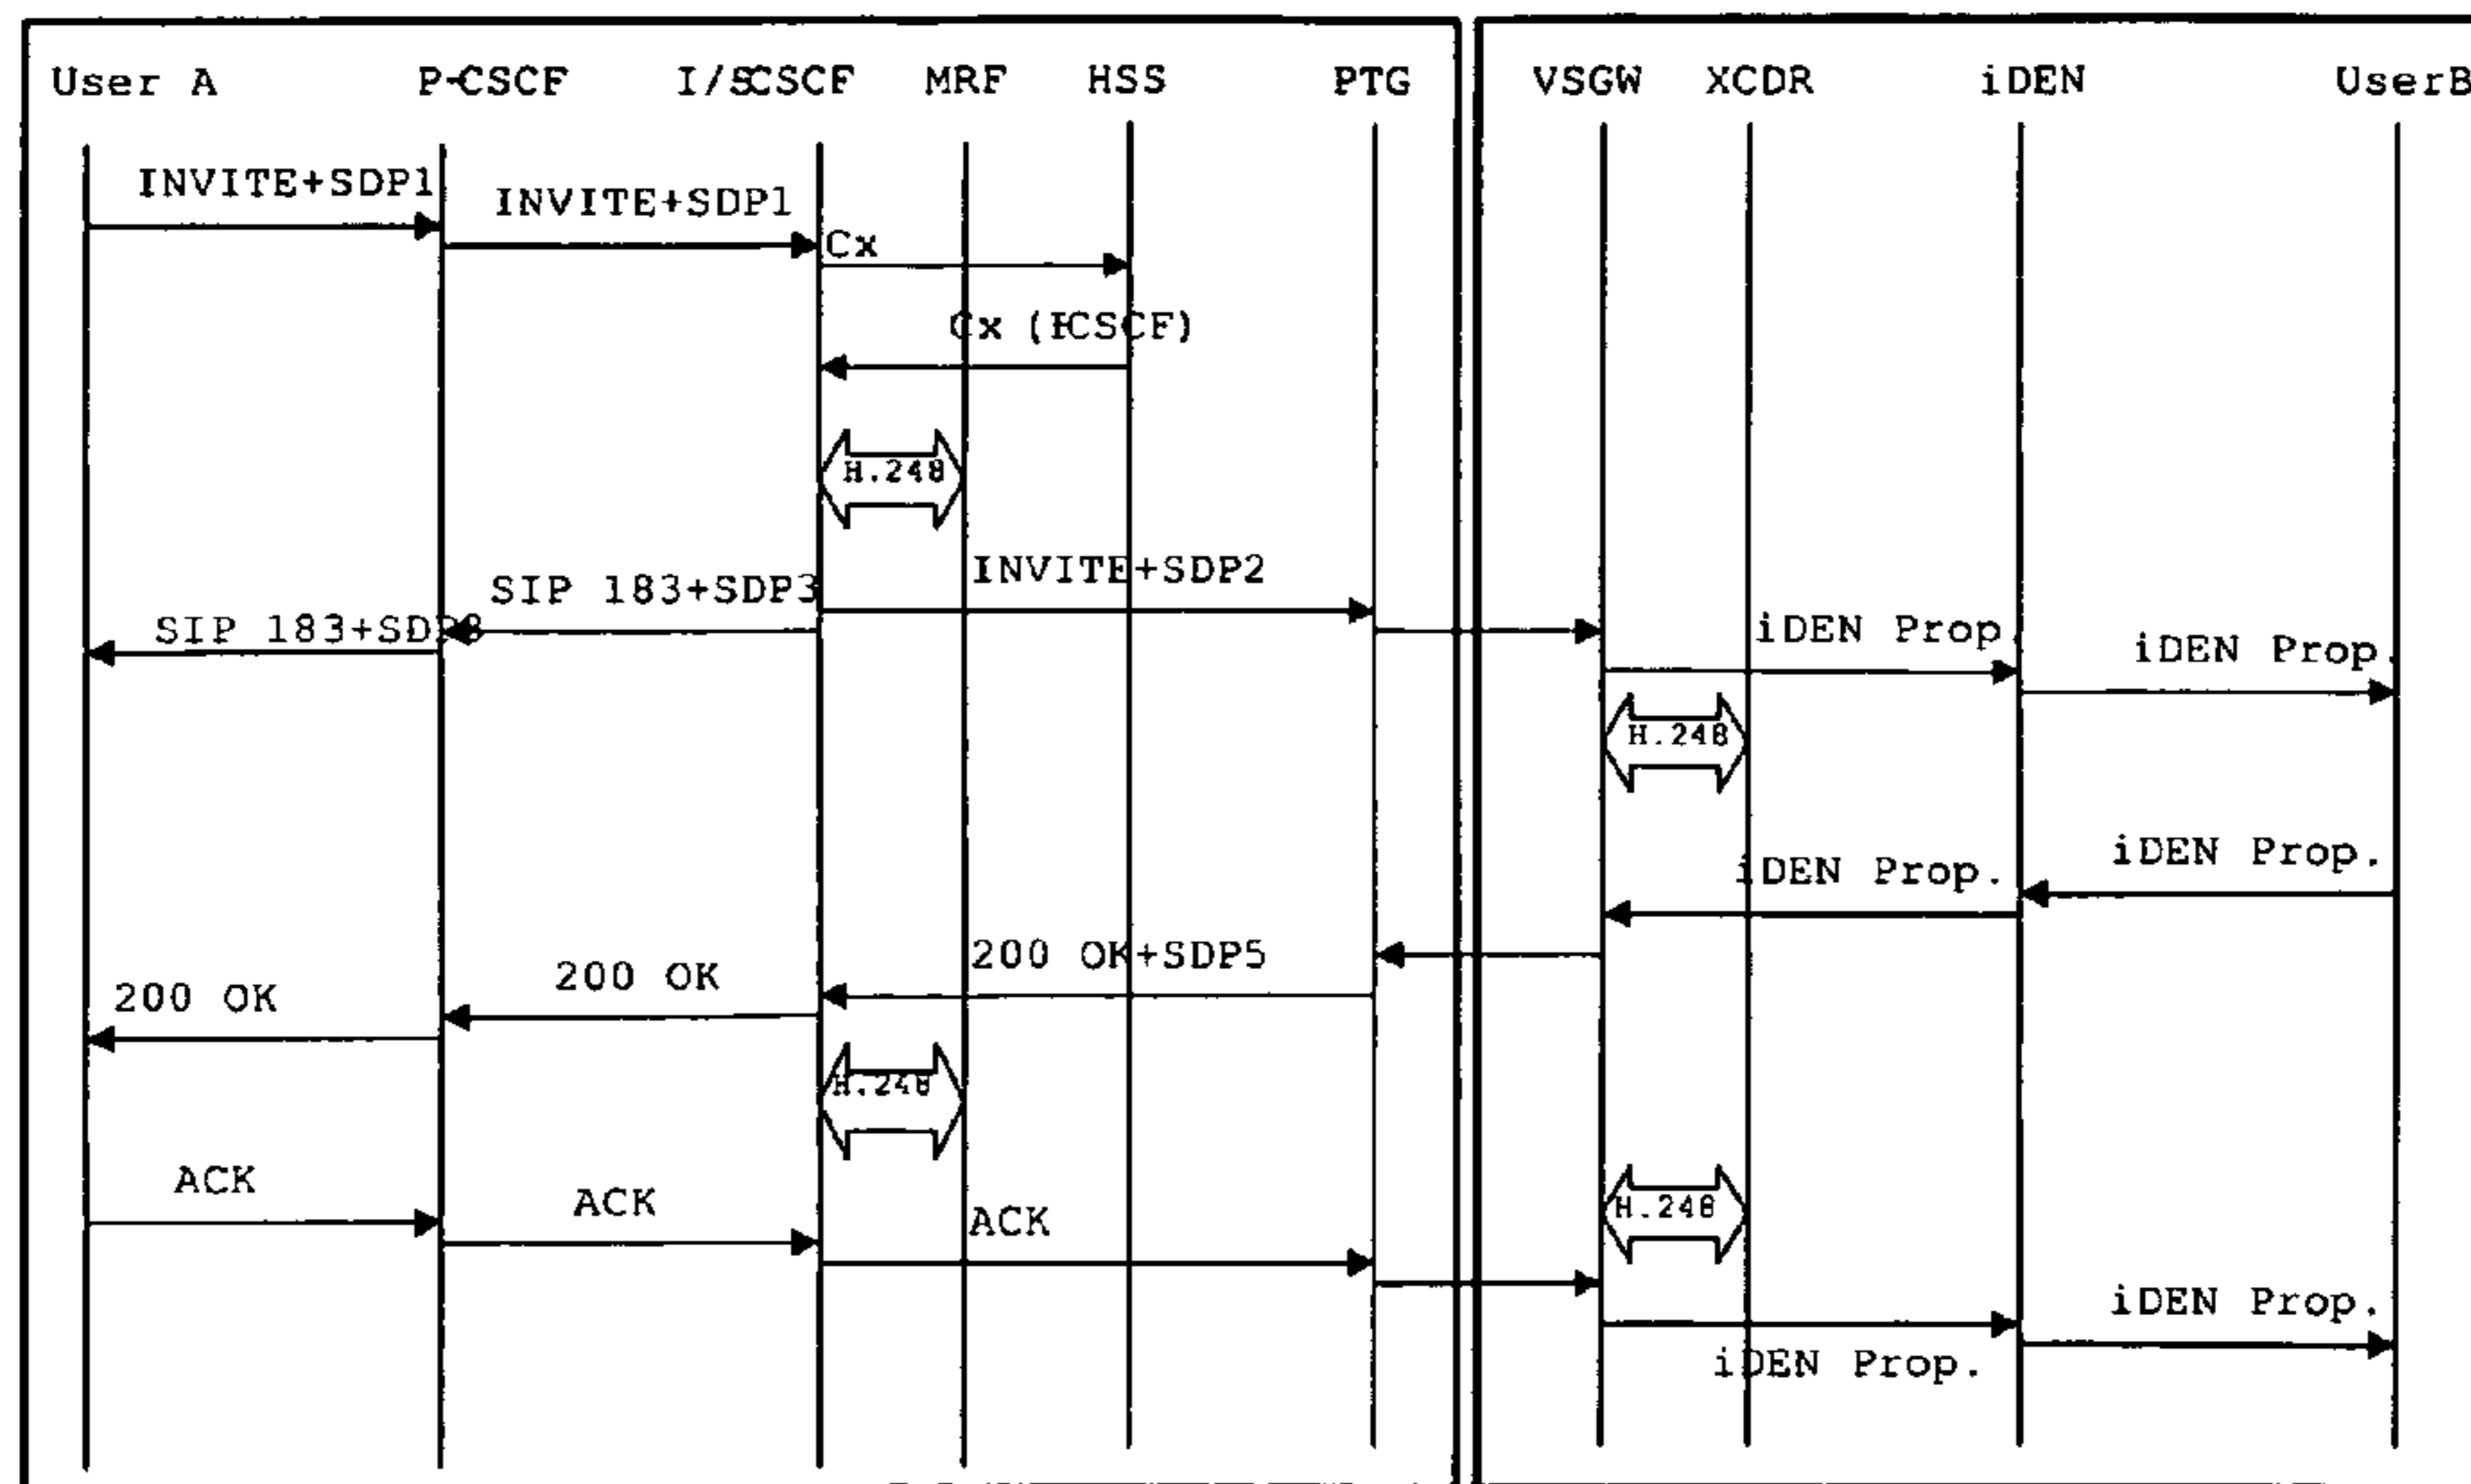 User A
P-CSCF
I/SCSCF
MRF
HSS
PTG
VSGW
XCDR
iDEN
UserB
INVITE+SDP1
INVITE+SDP1
Cx
Cx (I-CSCF)
H.248
INVITE+SDP2
SIP 183+SDP3
SIP 183+SDP3
iDEN Prop.
iDEN Prop.
H.248
iDEN Prop.
iDEN Prop.
200 OK+SDP5
200 OK
200 OK
H.248
ACK
ACK
ACK
H.248
iDEN Prop.
iDEN Prop.